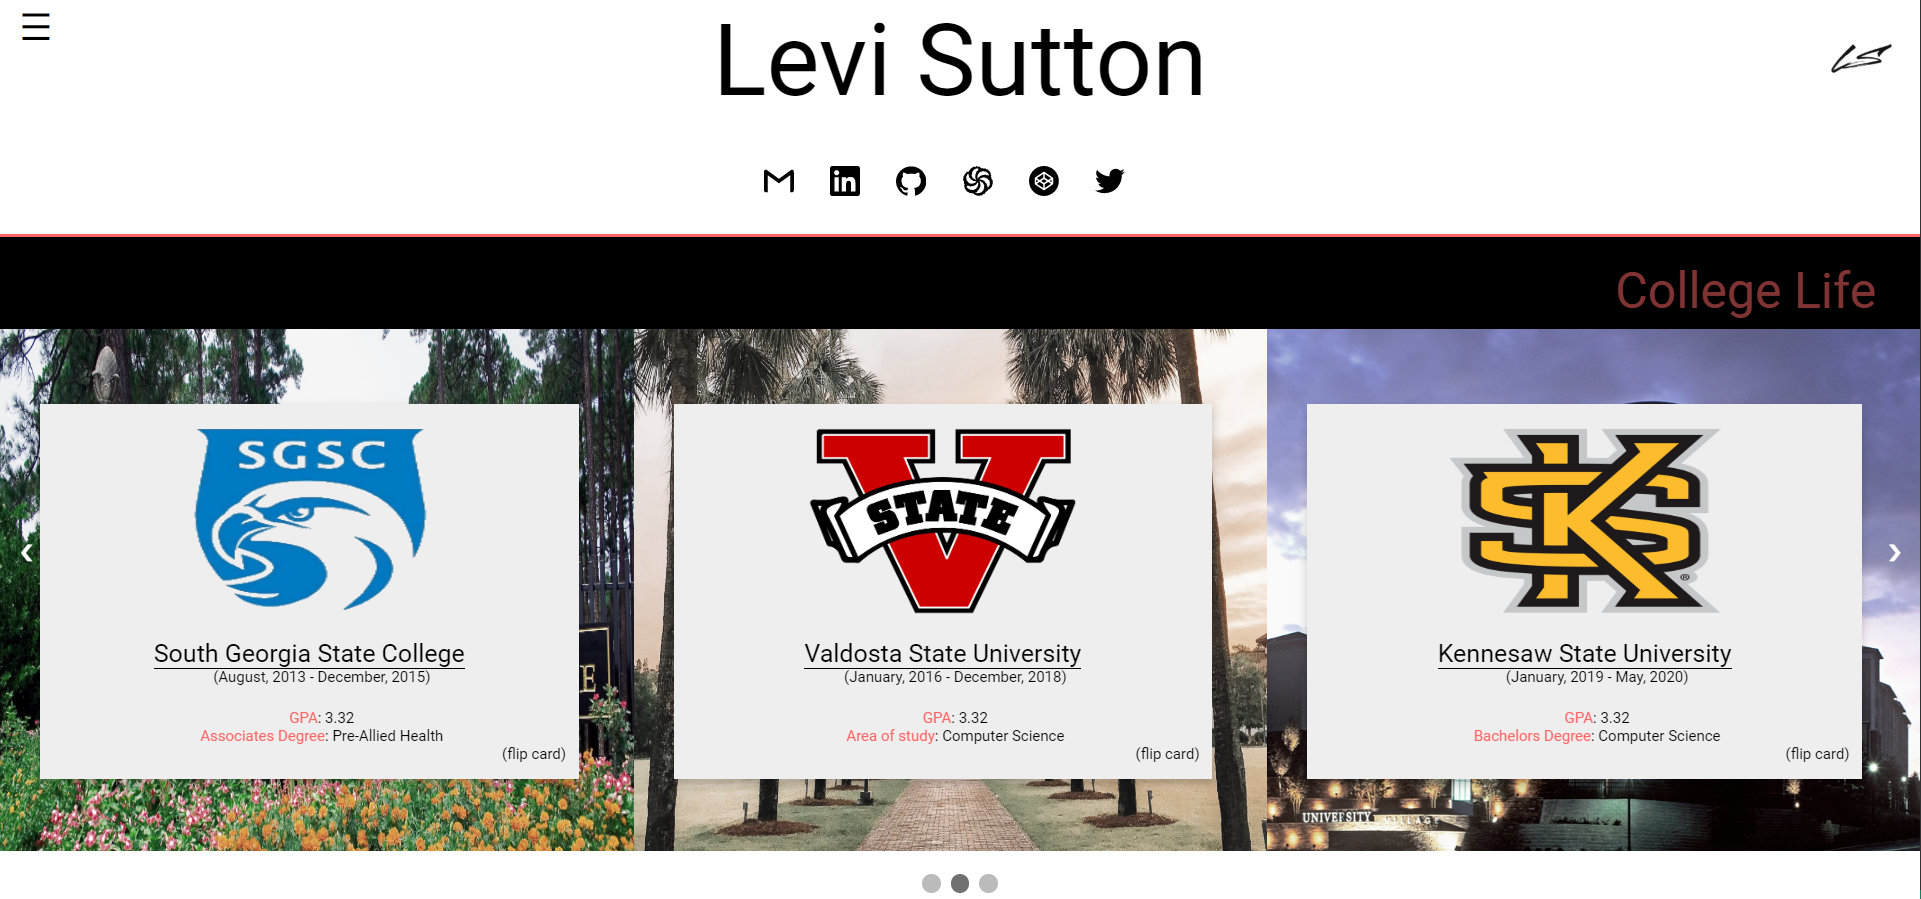 Levi Sutton
LS
in
College Life
SGSC
South Georgia State College
(August, 2013 - December, 2015)
GPA: 3.32
Associates Degree: Pre-Allied Health
(flip card)
E
V
STATE
Valdosta State University
(January, 2016 - December, 2018)
GPA: 3.32
Area of study: Computer Science
(flip card)
KS
®
Kennesaw State University
(January, 2019 - May, 2020)
GPA: 3.32
Bachelors Degree: Computer Science
(flip card)
UNIVERSITY VILLAGE